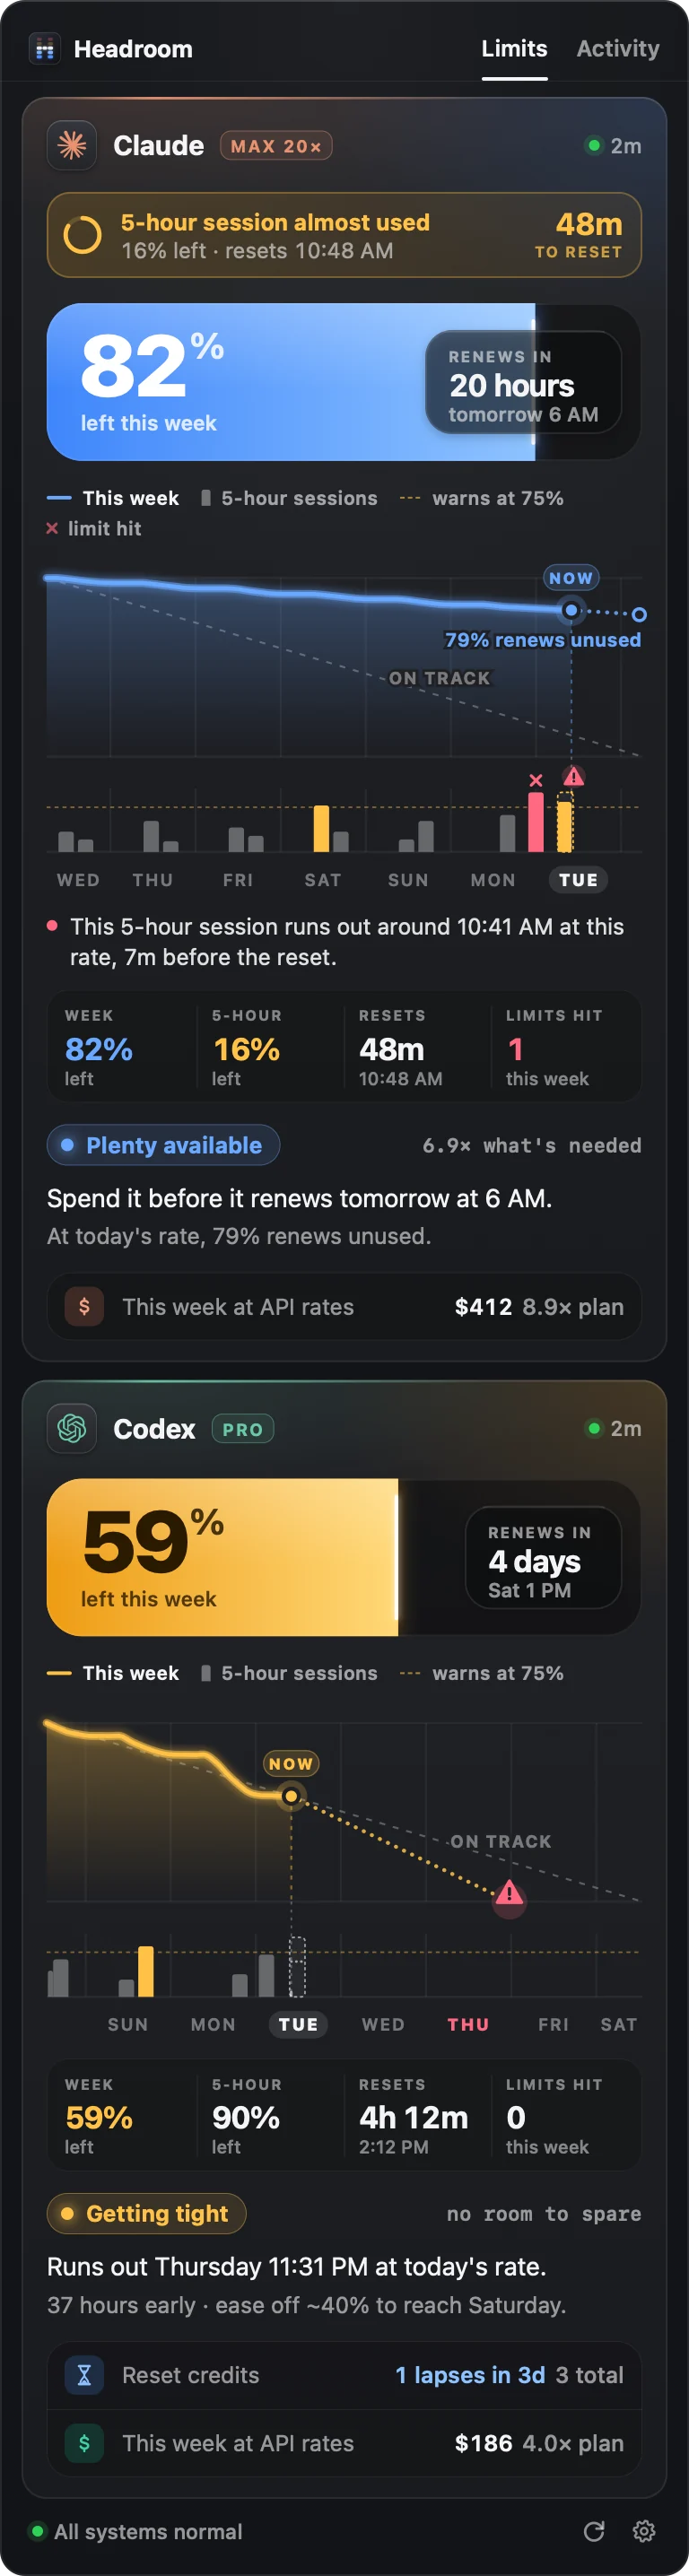 Headroom
Limits
Activity
Claude
MAX 20×
2m
5-hour session almost used
16% left · resets 10:48 AM
48m
TO RESET
82%
left this week
RENEWS IN
20 hours
tomorrow 6 AM
This week
5-hour sessions
warns at 75%
× limit hit
NOW
79% renews unused
ON TRACK
×
WED THU FRI SAT SUN MON TUE
This 5-hour session runs out around 10:41 AM at this
rate, 7m before the reset.
WEEK
82%
left
5-HOUR
16%
left
RESETS
48m
10:48 AM
LIMITS HIT
1
this week
Plenty available
6.9× what's needed
Spend it before it renews tomorrow at 6 AM.
At today's rate, 79% renews unused.
$
This week at API rates
$412 8.9× plan
Codex
PRO
2m
59%
left this week
RENEWS IN
4 days
Sat 1 PM
This week
5-hour sessions
warns at 75%
NOW
ON TRACK
SUN MON TUE WED THU FRI SAT
WEEK
59%
left
5-HOUR
90%
left
RESETS
4h 12m
2:12 PM
LIMITS HIT
0
this week
Getting tight
no room to spare
Runs out Thursday 11:31 PM at today's rate.
37 hours early · ease off ~40% to reach Saturday.
Reset credits
1 lapses in 3d 3 total
$
This week at API rates
$186 4.0× plan
All systems normal